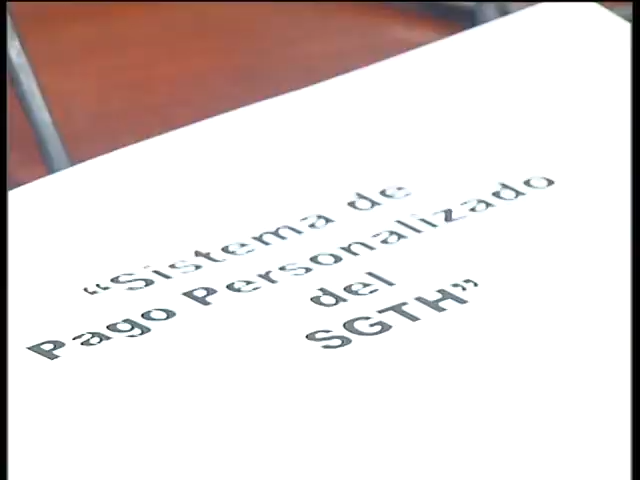 “Sistema de
Pago Personalizado
del
SGTH”